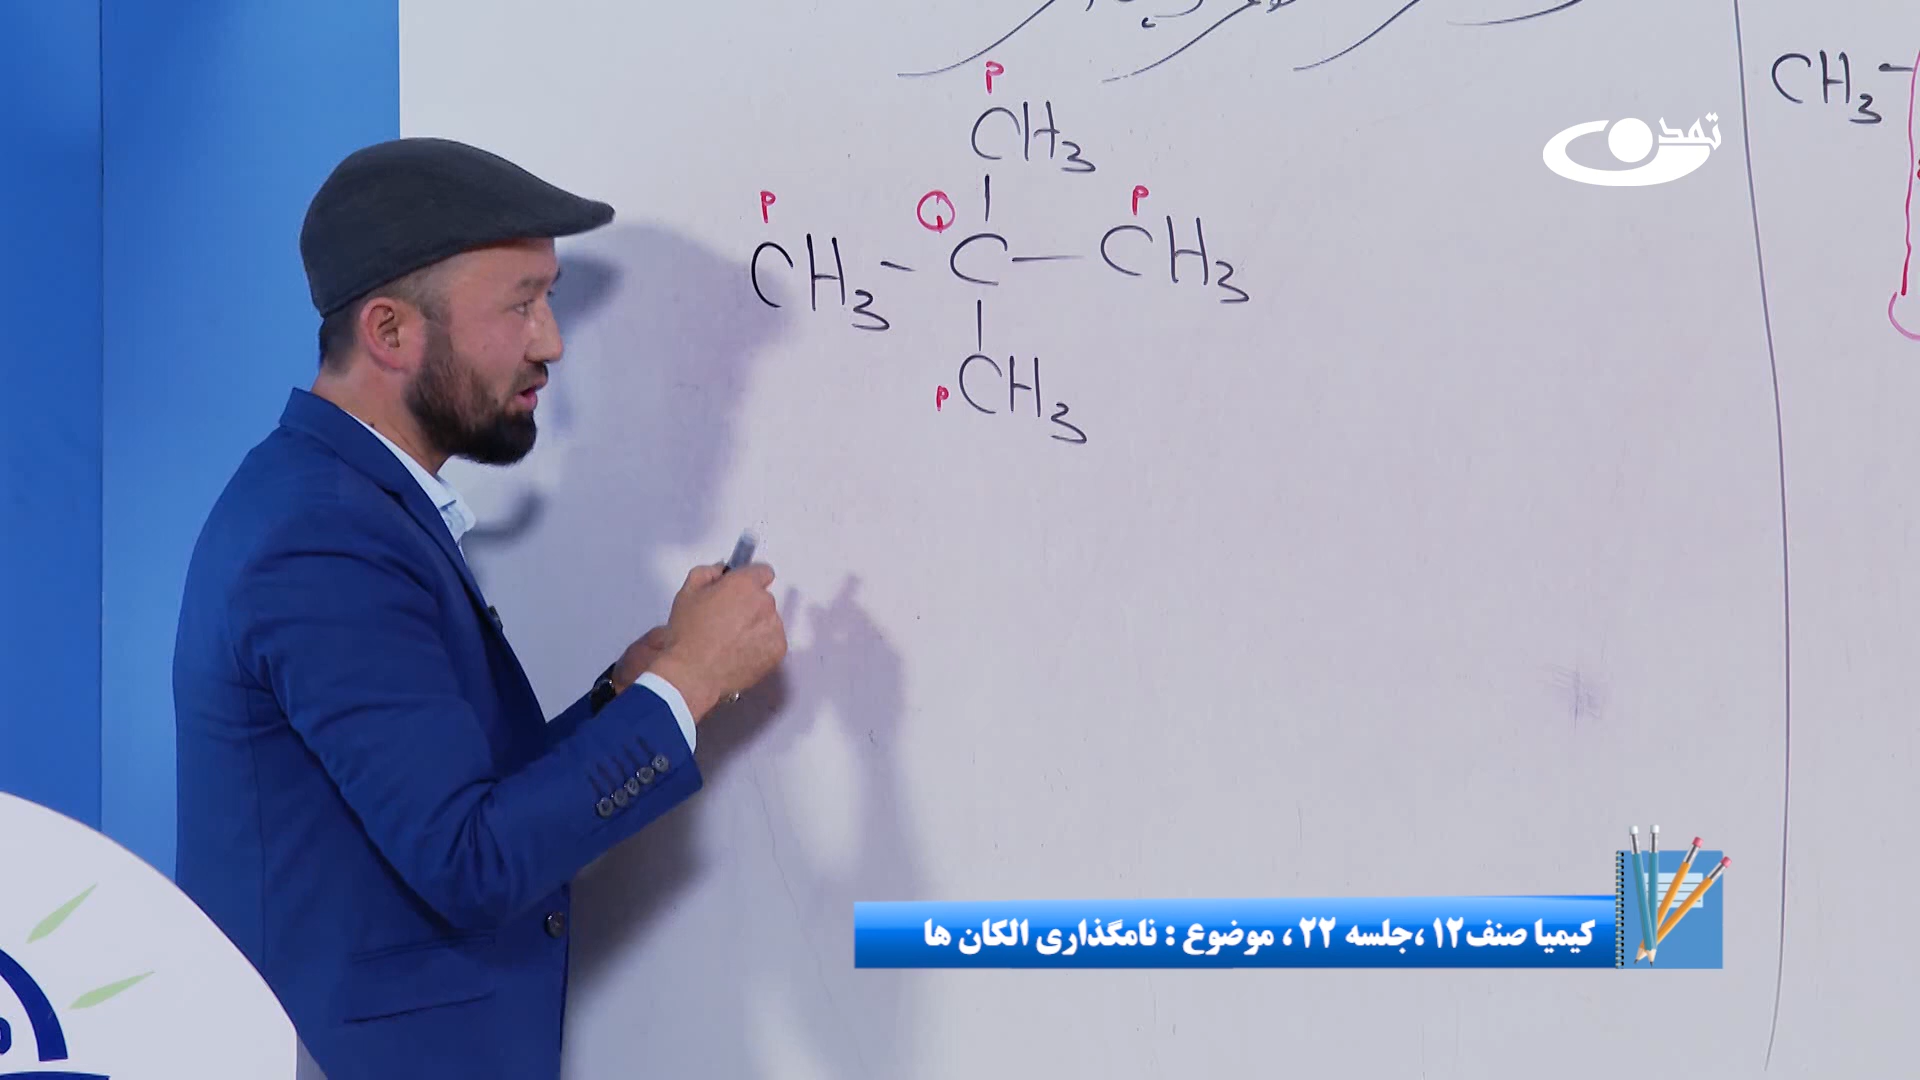 P
CH3
تمدن
CH3 -
P
Q
P
CH3 - C - CH3
P
CH3
کیمیا صنف۱۲ ،جلسه ۲۲ ، موضوع : نامگذاری الکان ها